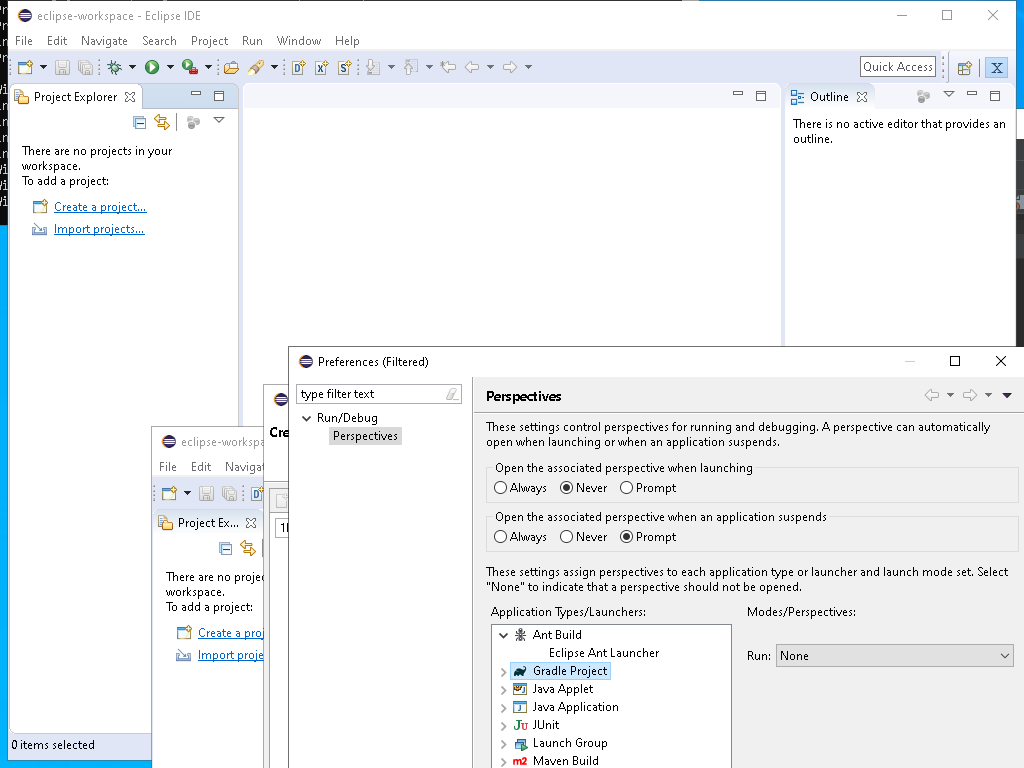 eclipse-workspace - Eclipse IDE
File Edit Navigate Search Project Run Window Help
Quick Access
Project Explorer
Outline
There are no projects in your
workspace.
To add a project:
Create a project...
Import projects...
There is no active editor that provides an
outline.
0 items selected
eclipse-workspa
File Edit Navigat
Project Ex...
There are no proje
workspace.
To add a project:
Create a proj
Import proje
Cre
Preferences (Filtered)
type filter text
Run/Debug
Perspectives
Perspectives
These settings control perspectives for running and debugging. A perspective can automatically
open when launching or when an application suspends.
Open the associated perspective when launching
Always Never Prompt
Open the associated perspective when an application suspends
Always Never Prompt
These settings assign perspectives to each application type or launcher and launch mode set. Select
"None" to indicate that a perspective should not be opened.
Application Types/Launchers:
Modes/Perspectives:
Ant Build
Eclipse Ant Launcher
Gradle Project
Java Applet
Java Application
JUnit
Launch Group
Maven Build
Run: None